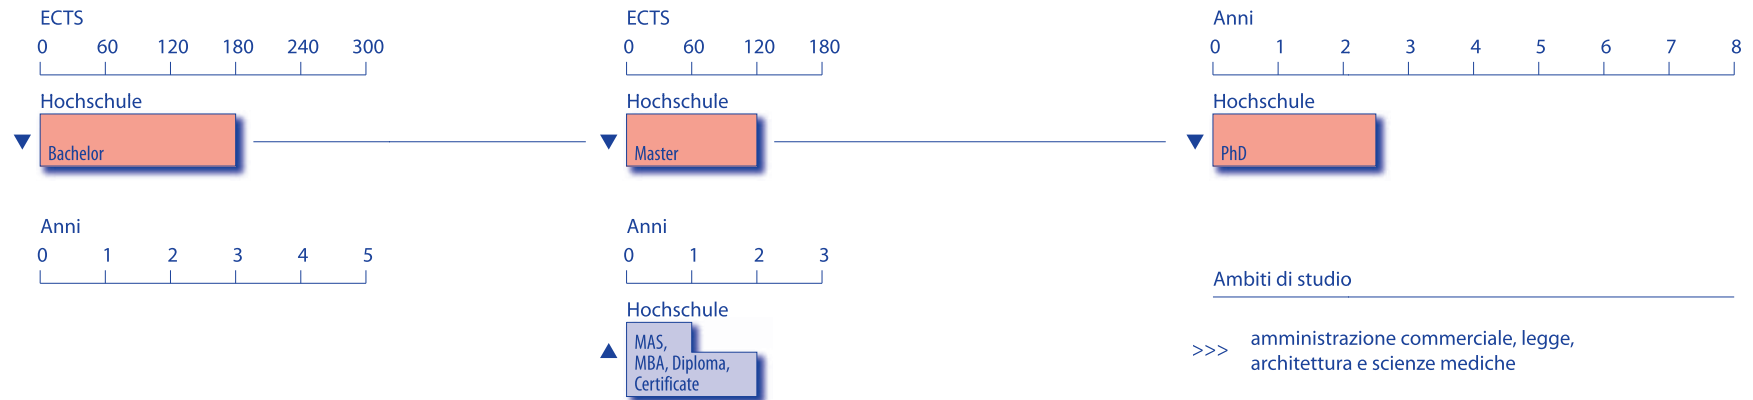 ECTS
0 60 120 180 240 300
Hochschule
Bachelor
Anni
0 1 2 3 4 5
ECTS
0 60 120 180
Hochschule
Master
Anni
0 1 2 3
Hochschule
MAS,
MBA, Diploma,
Certificate
Anni
0 1 2 3 4 5 6 7 8
Hochschule
PhD
Ambiti di studio
>>> amministrazione commerciale, legge,
architettura e scienze mediche